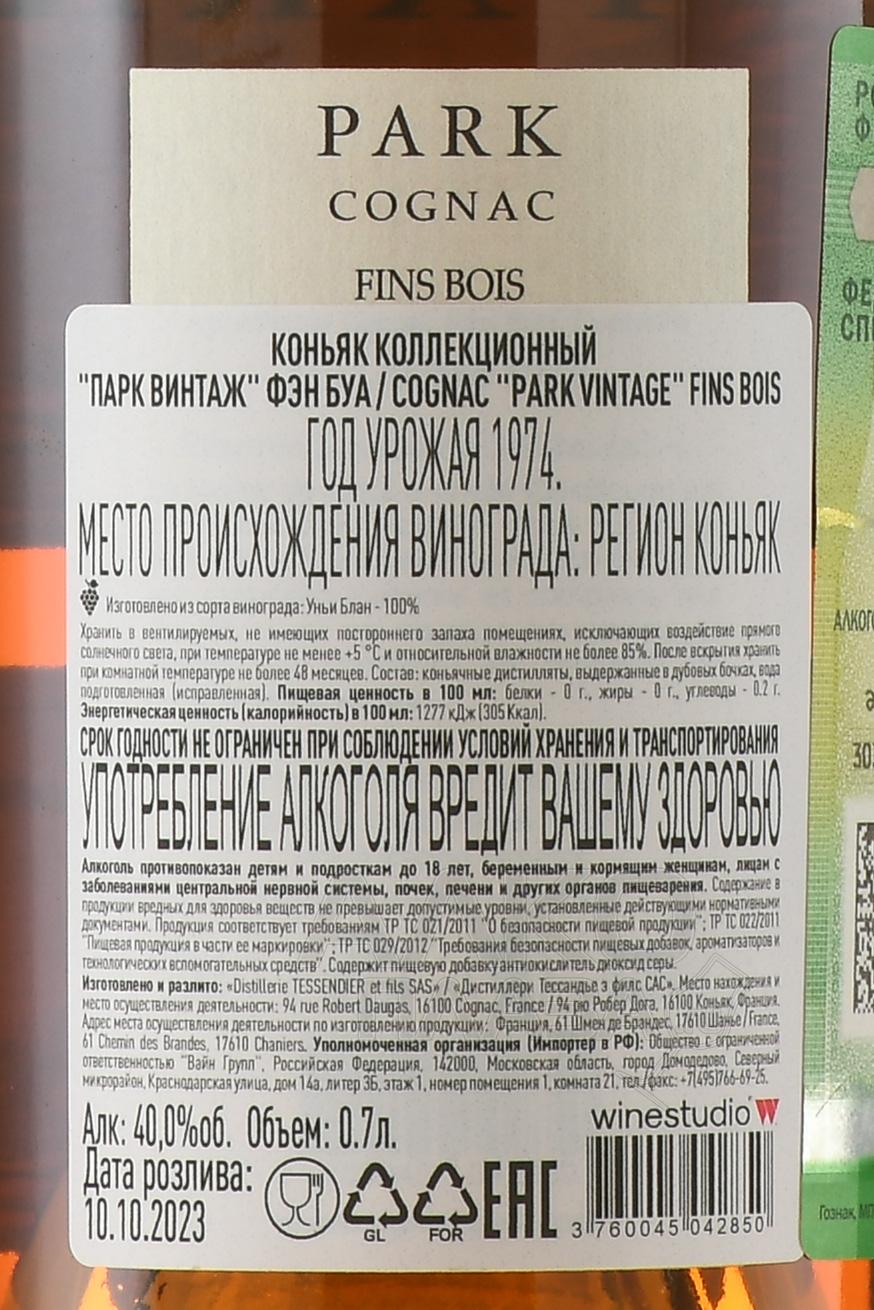 PARK
COGNAC
FINS BOIS
КОНЬЯК КОЛЛЕКЦИОННЫЙ
"ПАРК ВИНТАЖ" ФЭН БУА / COGNAC "PARK VINTAGE" FINS BOIS
ГОД УРОЖАЯ 1974.
МЕСТО ПРОИСХОЖДЕНИЯ ВИНОГРАДА: РЕГИОН КОНЬЯК
Изготовлено из сорта винограда: Уньи Блан - 100%
Хранить в вентилируемых, не имеющих постороннего запаха помещениях, исключающих воздействие прямого
солнечного света, при температуре не менее +5 °С и относительной влажности не более 85%. После вскрытия хранить
при комнатной температуре не более 48 месяцев. Состав: коньячные дистилляты, выдержанные в дубовых бочках, вода
подготовленная (исправленная). Пищевая ценность в 100 мл: белки - 0 г., жиры - 0 г., углеводы - 0.2 г.
Энергетическая ценность (калорийность) в 100 мл: 1277 кДж (305 Ккал).
СРОК ГОДНОСТИ НЕ ОГРАНИЧЕН ПРИ СОБЛЮДЕНИИ УСЛОВИЙ ХРАНЕНИЯ И ТРАНСПОРТИРОВАНИЯ
УПОТРЕБЛЕНИЕ АЛКОГОЛЯ ВРЕДИТ ВАШЕМУ ЗДОРОВЬЮ
Алкоголь противопоказан детям и подросткам до 18 лет, беременным и кормящим женщинам, лицам с
заболеваниями центральной нервной системы, почек, печени и других органов пищеварения. Содержание в
продукции вредных для здоровья веществ не превышает допустимые уровни, установленные действующими нормативными
документами. Продукция соответствует требованиям ТР ТС 021/2011 "О безопасности пищевой продукции"; ТР ТС 022/2011
"Пищевая продукция в части ее маркировки"; ТР ТС 029/2012 "Требования безопасности пищевых добавок, ароматизаторов и
технологических вспомогательных средств". Содержит пищевую добавку антиокислитель диоксид серы.
Изготовлено и разлито: «Distillerie TESSENDIER et fils SAS» / «Дистиллери Тессандье э филс САС». Место нахождения и
место осуществления деятельности: 94 rue Robert Daugas, 16100 Cognac, France / 94 рю Робер Дога, 16100 Коньяк, Франция.
Адрес места осуществления деятельности по изготовлению продукции: Франция, 61 Шмен де Брандес, 17610 Шанье / France,
61 Chemin des Brandes, 17610 Chaniers. Уполномоченная организация (Импортер в РФ): Общество с ограниченной
ответственностью "Вайн Групп", Российская Федерация, 142000, Московская область, город Домодедово, Северный
микрорайон, Краснодарская улица, дом 14а, литер 3Б, этаж 1, номер помещения 1, комната 21, тел./факс: +7(495)766-69-25.
Алк: 40,0%об. Объем: 0.7л.
Дата розлива:
10.10.2023
GL
FOR
EAC
winestudio W
3 760045 042850
Гознак,